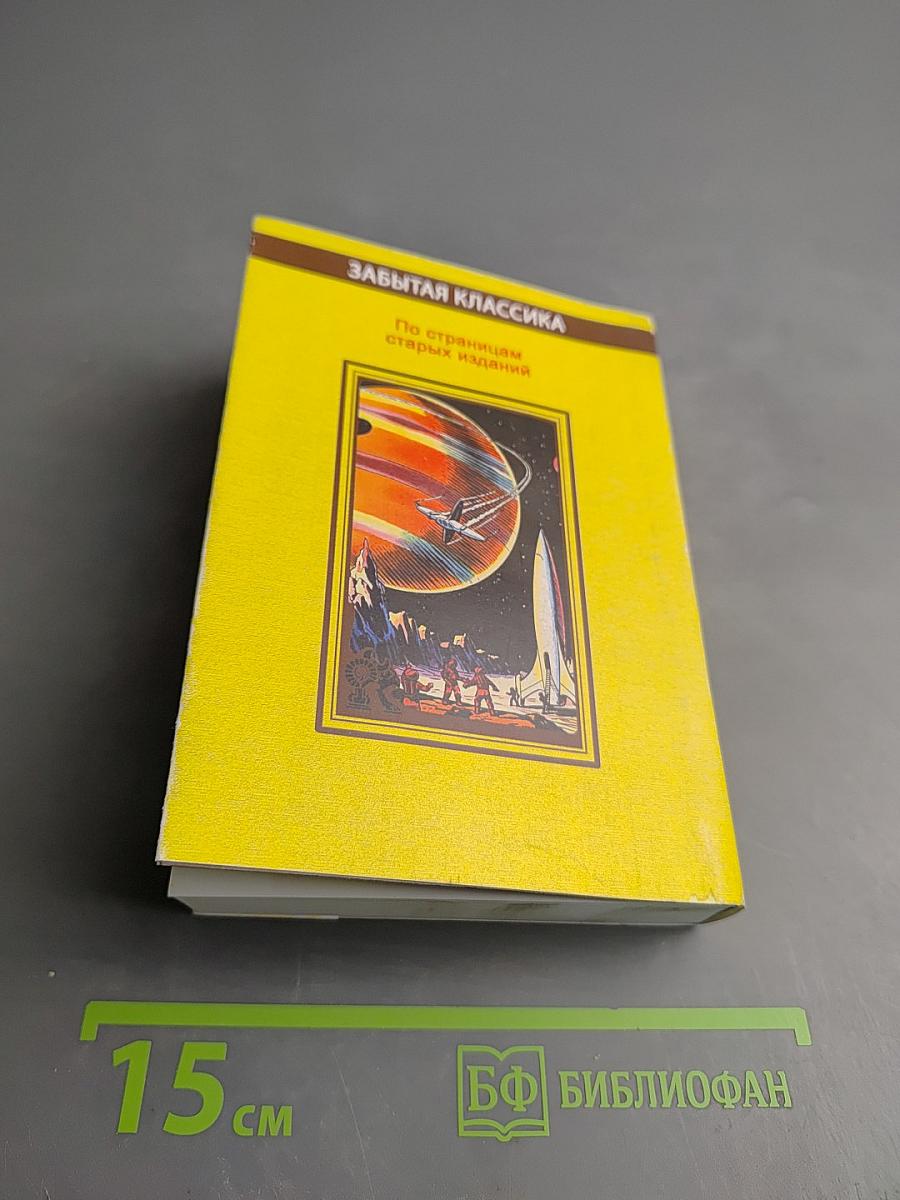 ЗАБЫТАЯ КЛАССИКА
По страницам
старых изданий
15 см
БФ БИБЛИОФАН